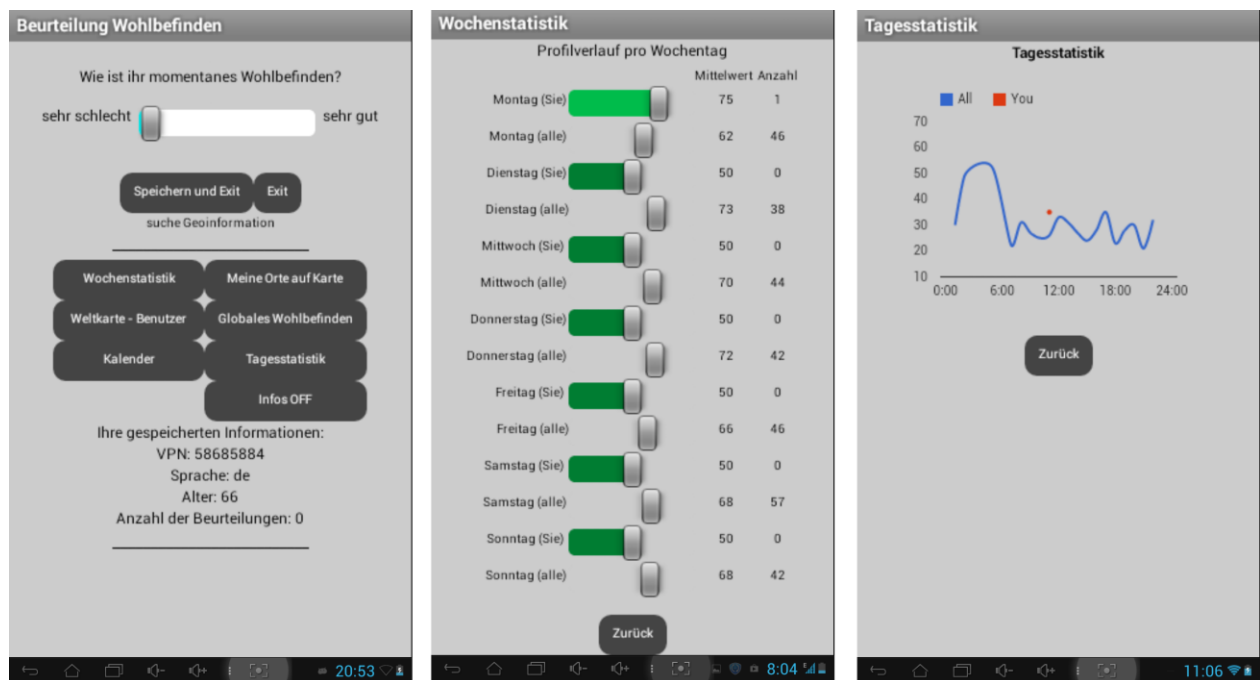 Beurteilung Wohlbefinden
Wie ist ihr momentanes Wohlbefinden?
sehr schlecht sehr gut
Speichern und Exit Exit
suche Geoinformation
Wochenstatistik Meine Orte auf Karte
Weltkarte - Benutzer Globales Wohlbefinden
Kalender Tagesstatistik
Infos OFF
Ihre gespeicherten Informationen:
VPN: 58685884
Sprache: de
Alter: 66
Anzahl der Beurteilungen: 0
20:53
Wochenstatistik
Profilverlauf pro Wochentag
Mittelwert Anzahl
Montag (Sie) 75 1
Montag (alle) 62 46
Dienstag (Sie) 50 0
Dienstag (alle) 73 38
Mittwoch (Sie) 50 0
Mittwoch (alle) 70 44
Donnerstag (Sie) 50 0
Donnerstag (alle) 72 42
Freitag (Sie) 50 0
Freitag (alle) 66 46
Samstag (Sie) 50 0
Samstag (alle) 68 57
Sonntag (Sie) 50 0
Sonntag (alle) 68 42
Zurück
8:04
Tagesstatistik
Tagesstatistik
All You
70
60
50
40
30
20
10
0:00 6:00 12:00 18:00 24:00
Zurück
11:06